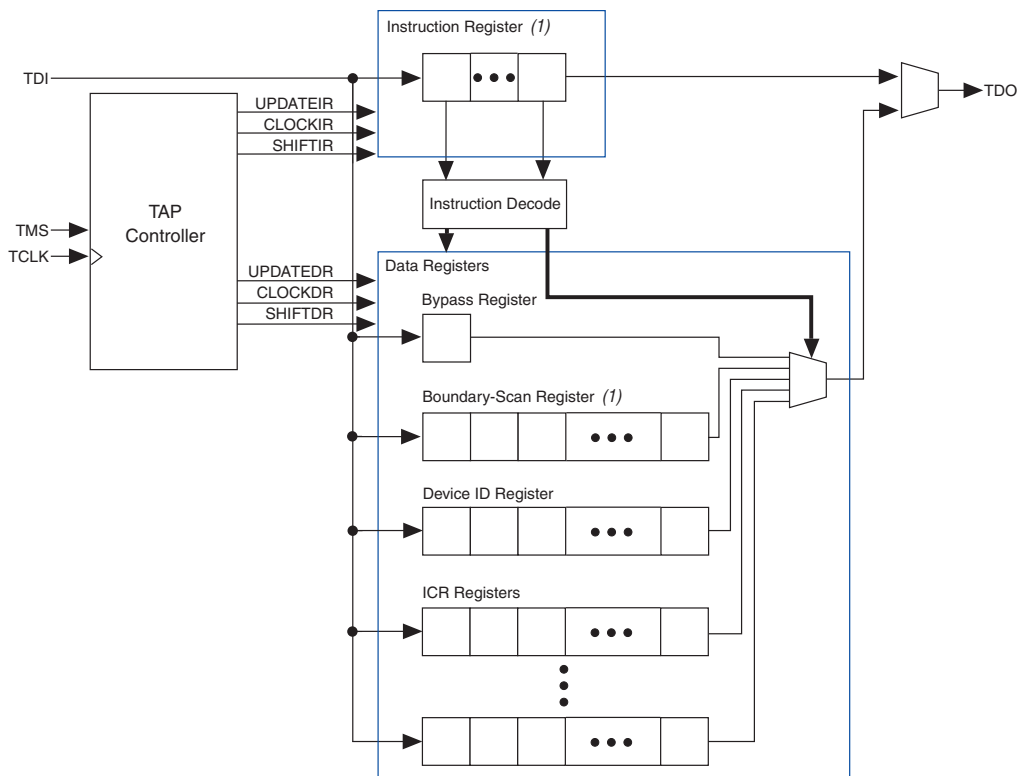 Instruction Register (1)
TDI
TDO
UPDATEIR
CLOCKIR
SHIFTIR
TAP
Controller
Instruction Decode
TMS
TCLK
Data Registers
UPDATEDR
CLOCKDR
SHIFTDR
Bypass Register
Boundary-Scan Register (1)
Device ID Register
ICR Registers